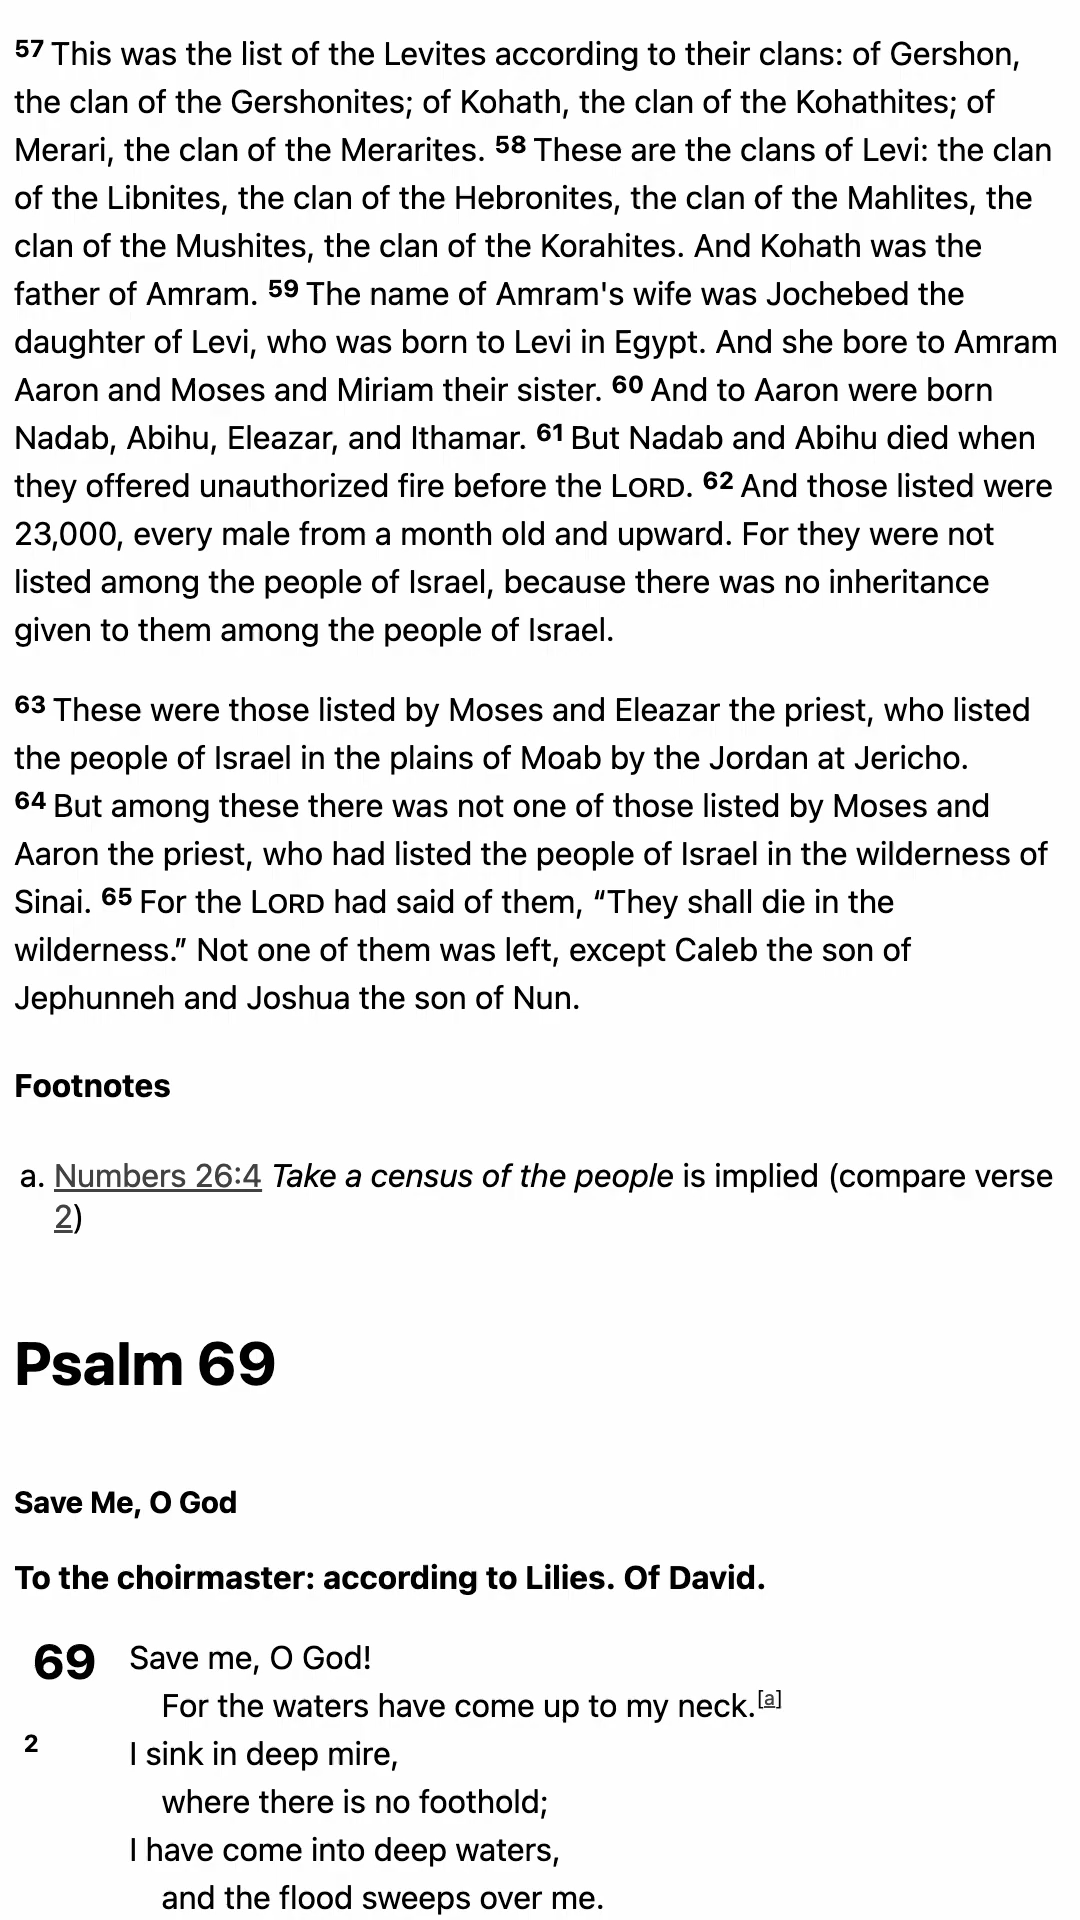 57 This was the list of the Levites according to their clans: of Gershon,
the clan of the Gershonites; of Kohath, the clan of the Kohathites; of
Merari, the clan of the Merarites. 58 These are the clans of Levi: the clan
of the Libnites, the clan of the Hebronites, the clan of the Mahlites, the
clan of the Mushites, the clan of the Korahites. And Kohath was the
father of Amram. 59 The name of Amram's wife was Jochebed the
daughter of Levi, who was born to Levi in Egypt. And she bore to Amram
Aaron and Moses and Miriam their sister. 60 And to Aaron were born
Nadab, Abihu, Eleazar, and Ithamar. 61 But Nadab and Abihu died when
they offered unauthorized fire before the LORD. 62 And those listed were
23,000, every male from a month old and upward. For they were not
listed among the people of Israel, because there was no inheritance
given to them among the people of Israel.
63 These were those listed by Moses and Eleazar the priest, who listed
the people of Israel in the plains of Moab by the Jordan at Jericho.
64 But among these there was not one of those listed by Moses and
Aaron the priest, who had listed the people of Israel in the wilderness of
Sinai. 65 For the LORD had said of them, “They shall die in the
wilderness.” Not one of them was left, except Caleb the son of
Jephunneh and Joshua the son of Nun.
Footnotes
a. Numbers 26:4 Take a census of the people is implied (compare verse
2)
Psalm 69
Save Me, O God
To the choirmaster: according to Lilies. Of David.
69 Save me, O God!
For the waters have come up to my neck.[a]
2 I sink in deep mire,
where there is no foothold;
I have come into deep waters,
and the flood sweeps over me.